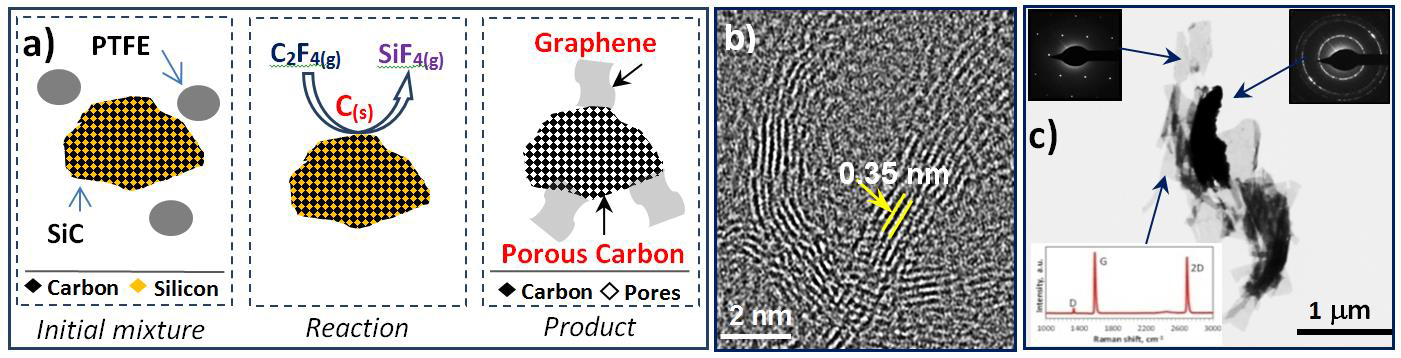 a)
PTFE
SiC
Carbon Silicon
Initial mixture
C2F4(g) SiF4(g)
C(s)
Reaction
Graphene
Porous Carbon
Carbon Pores
Product
b)
0.35 nm
2 nm
c)
Intensity, a.u.
D
G
2D
1000 1400 1800 2200 2600 3000
Raman shift, cm-1
1 µm